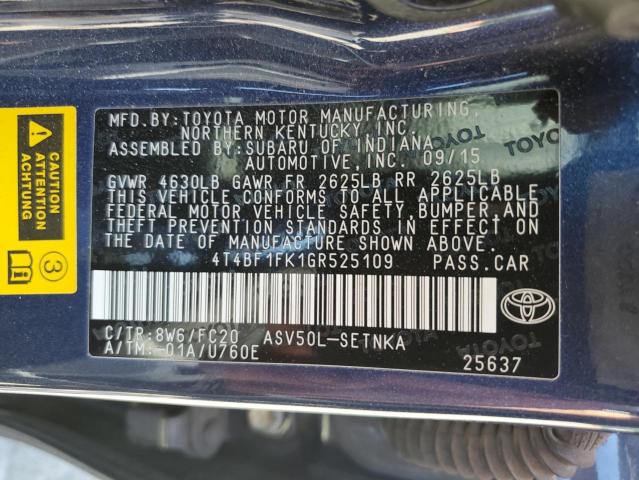 MFD.BY:TOYOTA MOTOR MANUFACTURING,
NORTHERN KENTUCKY, INC.
ASSEMBLED BY:SUBARU OF INDIANA
AUTOMOTIVE,INC. 09/15
GVWR 4630LB GAWR FR 2625LB RR 2625LB
THIS VEHICLE CONFORMS TO ALL APPLICABLE
FEDERAL MOTOR VEHICLE SAFETY,BUMPER,AND
THEFT PREVENTION STANDARDS IN EFFECT ON
THE DATE OF MANUFACTURE SHOWN ABOVE.
4T4BF1FK1GR525109 PASS.CAR
C/TR:8W6/FC20 ASV50L-SETNKA
A/TM:-01A/U760E
25637
TOYOTA
CAUTION
3